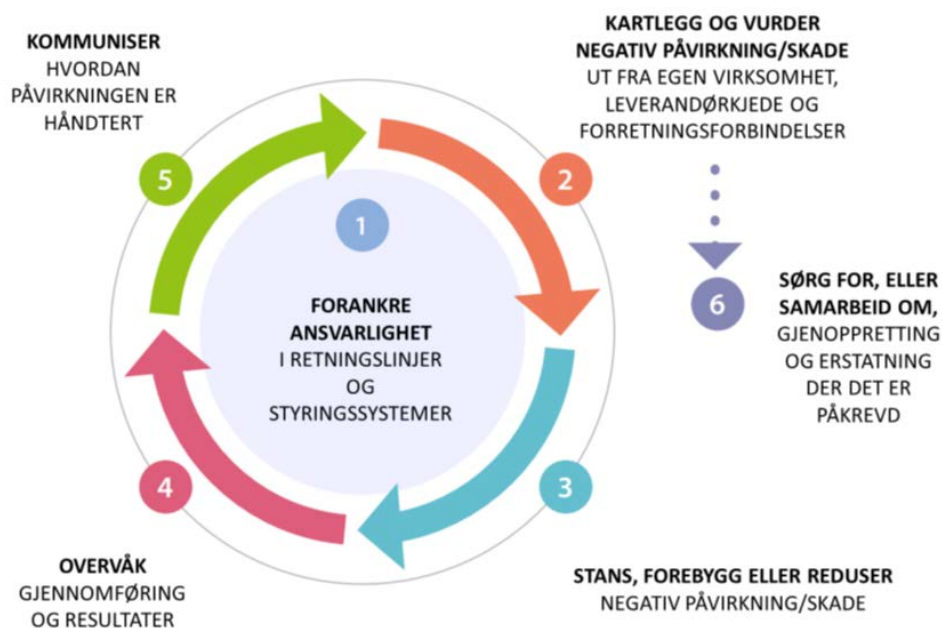 KOMMUNISER
HVORDAN
PÅVIRKNINGEN ER
HÅNDTERT
KARTLEGG OG VURDER
NEGATIV PÅVIRKNING/SKADE
UT FRA EGEN VIRKSOMHET,
LEVERANDØRKJEDE OG
FORRETNINGSFORBINDELSER
5
2
1
FORANKRE
ANSVARLIGHET
I RETNINGSLINJER
OG
STYRINGSSYSTEMER
6
SØRG FOR, ELLER
SAMARBEID OM,
GJENOPPRETTING
OG ERSTATNING
DER DET ER
PÅKREVD
4
3
OVERVÅK
GJENNOMFØRING
OG RESULTATER
STANS, FOREBYGG ELLER REDUSER
NEGATIV PÅVIRKNING/SKADE